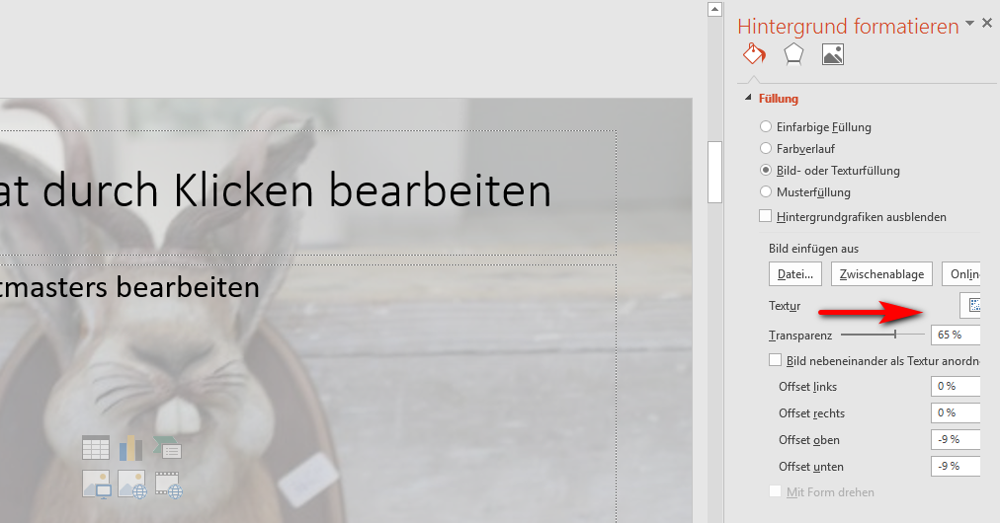 Hintergrund formatieren
Füllung
Einfarbige Füllung
Farbverlauf
Bild- oder Texturfüllung
Musterfüllung
Hintergrundgrafiken ausblenden
Bild einfügen aus
Datei... Zwischenablage Onlin
Textur
Transparenz 65 %
Bild nebeneinander als Textur anordne
Offset links 0 %
Offset rechts 0 %
Offset oben -9 %
Offset unten -9 %
Mit Form drehen
at durch Klicken bearbeiten
tmasters bearbeiten